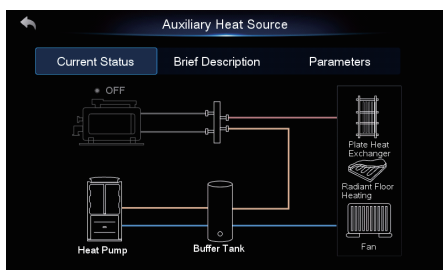 Auxiliary Heat Source
Current Status
Brief Description
Parameters
OFF
Plate Heat
Exchanger
Radiant Floor
Heating
Fan
Heat Pump
Buffer Tank